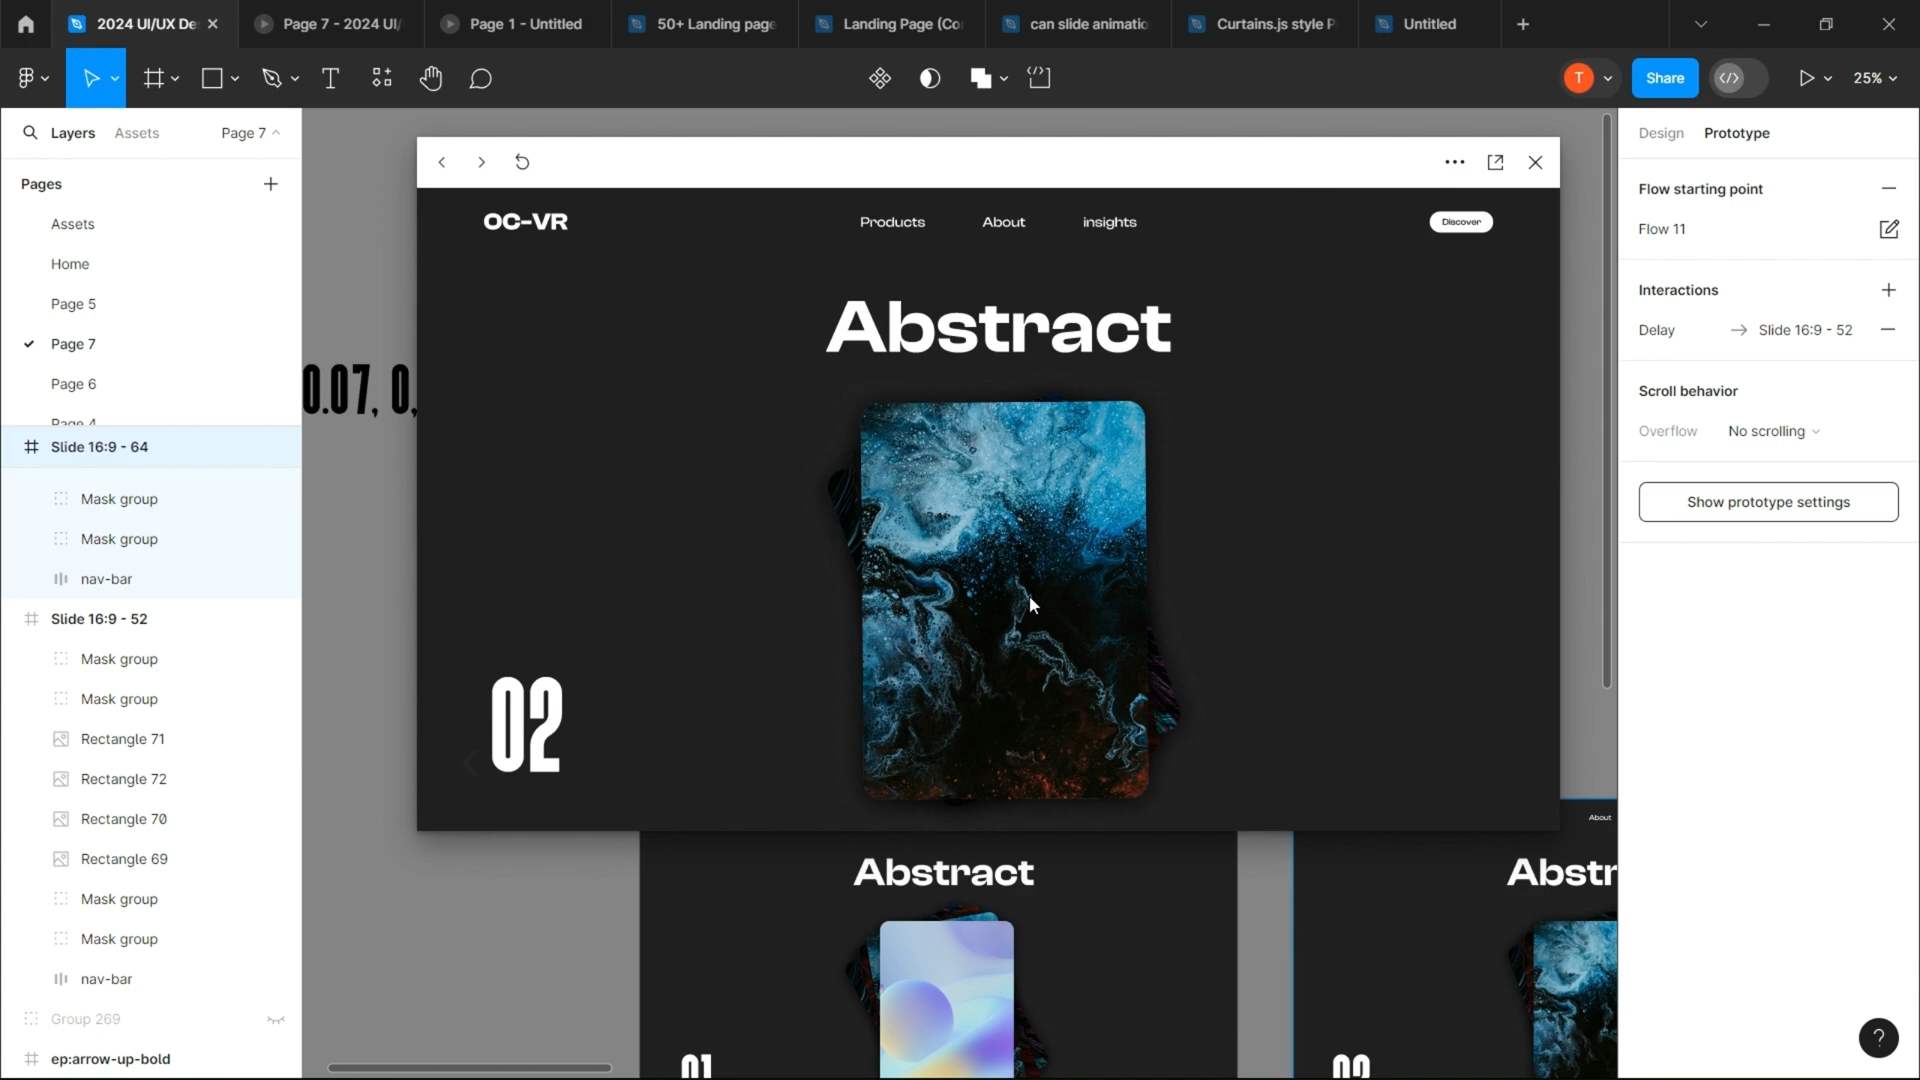 2024 UI/UX De
Page 7 - 2024 UI/
Page 1 - Untitled
50+ Landing page
Landing Page (Co
can slide animatio
Curtains.js style P
Untitled
T
Share
25%
Layers
Assets
Page 7
Pages
Assets
Home
Page 5
Page 7
Page 6
Page 4
Slide 16:9 - 64
Mask group
Mask group
nav-bar
Slide 16:9 - 52
Mask group
Mask group
Rectangle 71
Rectangle 72
Rectangle 70
Rectangle 69
Mask group
Mask group
nav-bar
Group 269
ep:arrow-up-bold
0.07, 0,
OC-VR
Products
About
insights
Discover
Abstract
02
Abstract
01
About
Abstr
02
Design
Prototype
Flow starting point
Flow 11
Interactions
Delay
Slide 16:9 - 52
Scroll behavior
Overflow
No scrolling
Show prototype settings
?